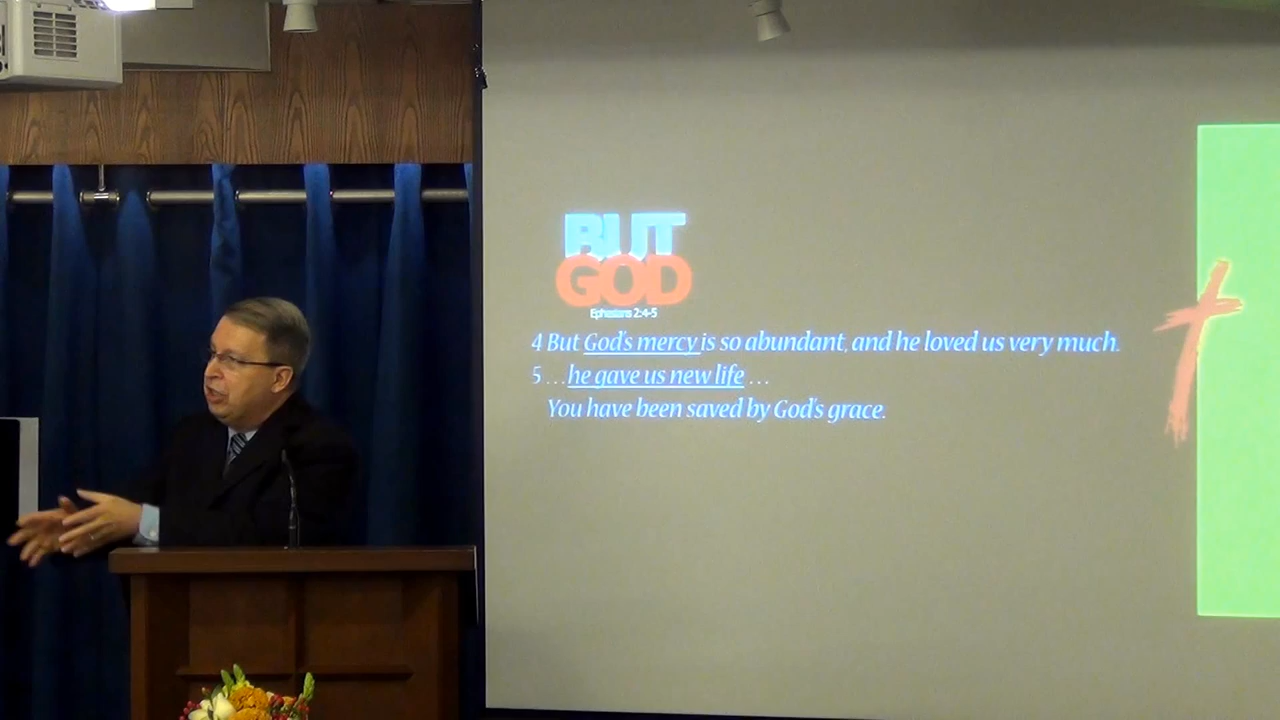 BUT
GOD
Ephesians 2:4-5
4 But God's mercy is so abundant, and he loved us very much.
5 ...he gave us new life ...
You have been saved by God's grace.